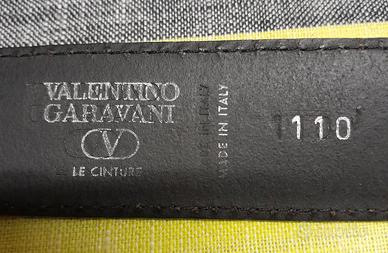 VALENTINO
GARAVANI
V
LE CINTURE
MADE IN ITALY
110